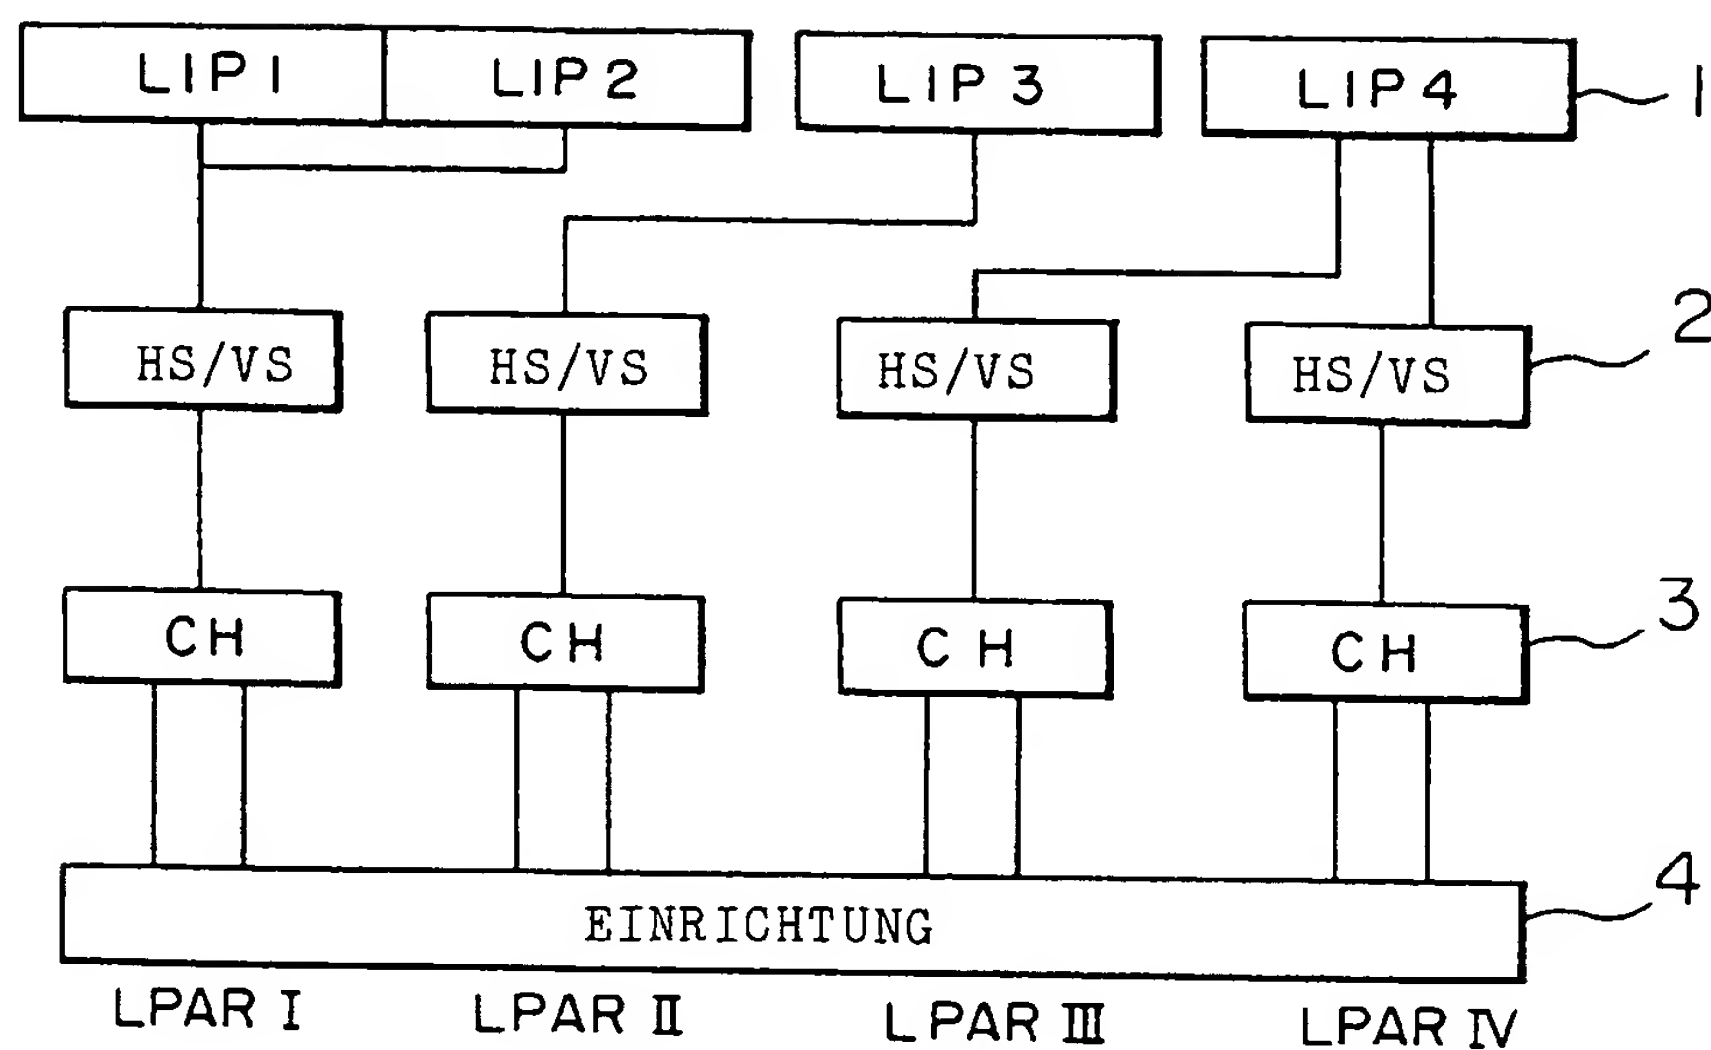 LIP1 LIP2 LIP3 LIP4 1
HS/VS HS/VS HS/VS HS/VS 2
CH CH CH CH 3
EINRICHTUNG 4
LPAR I LPAR II LPAR III LPAR IV